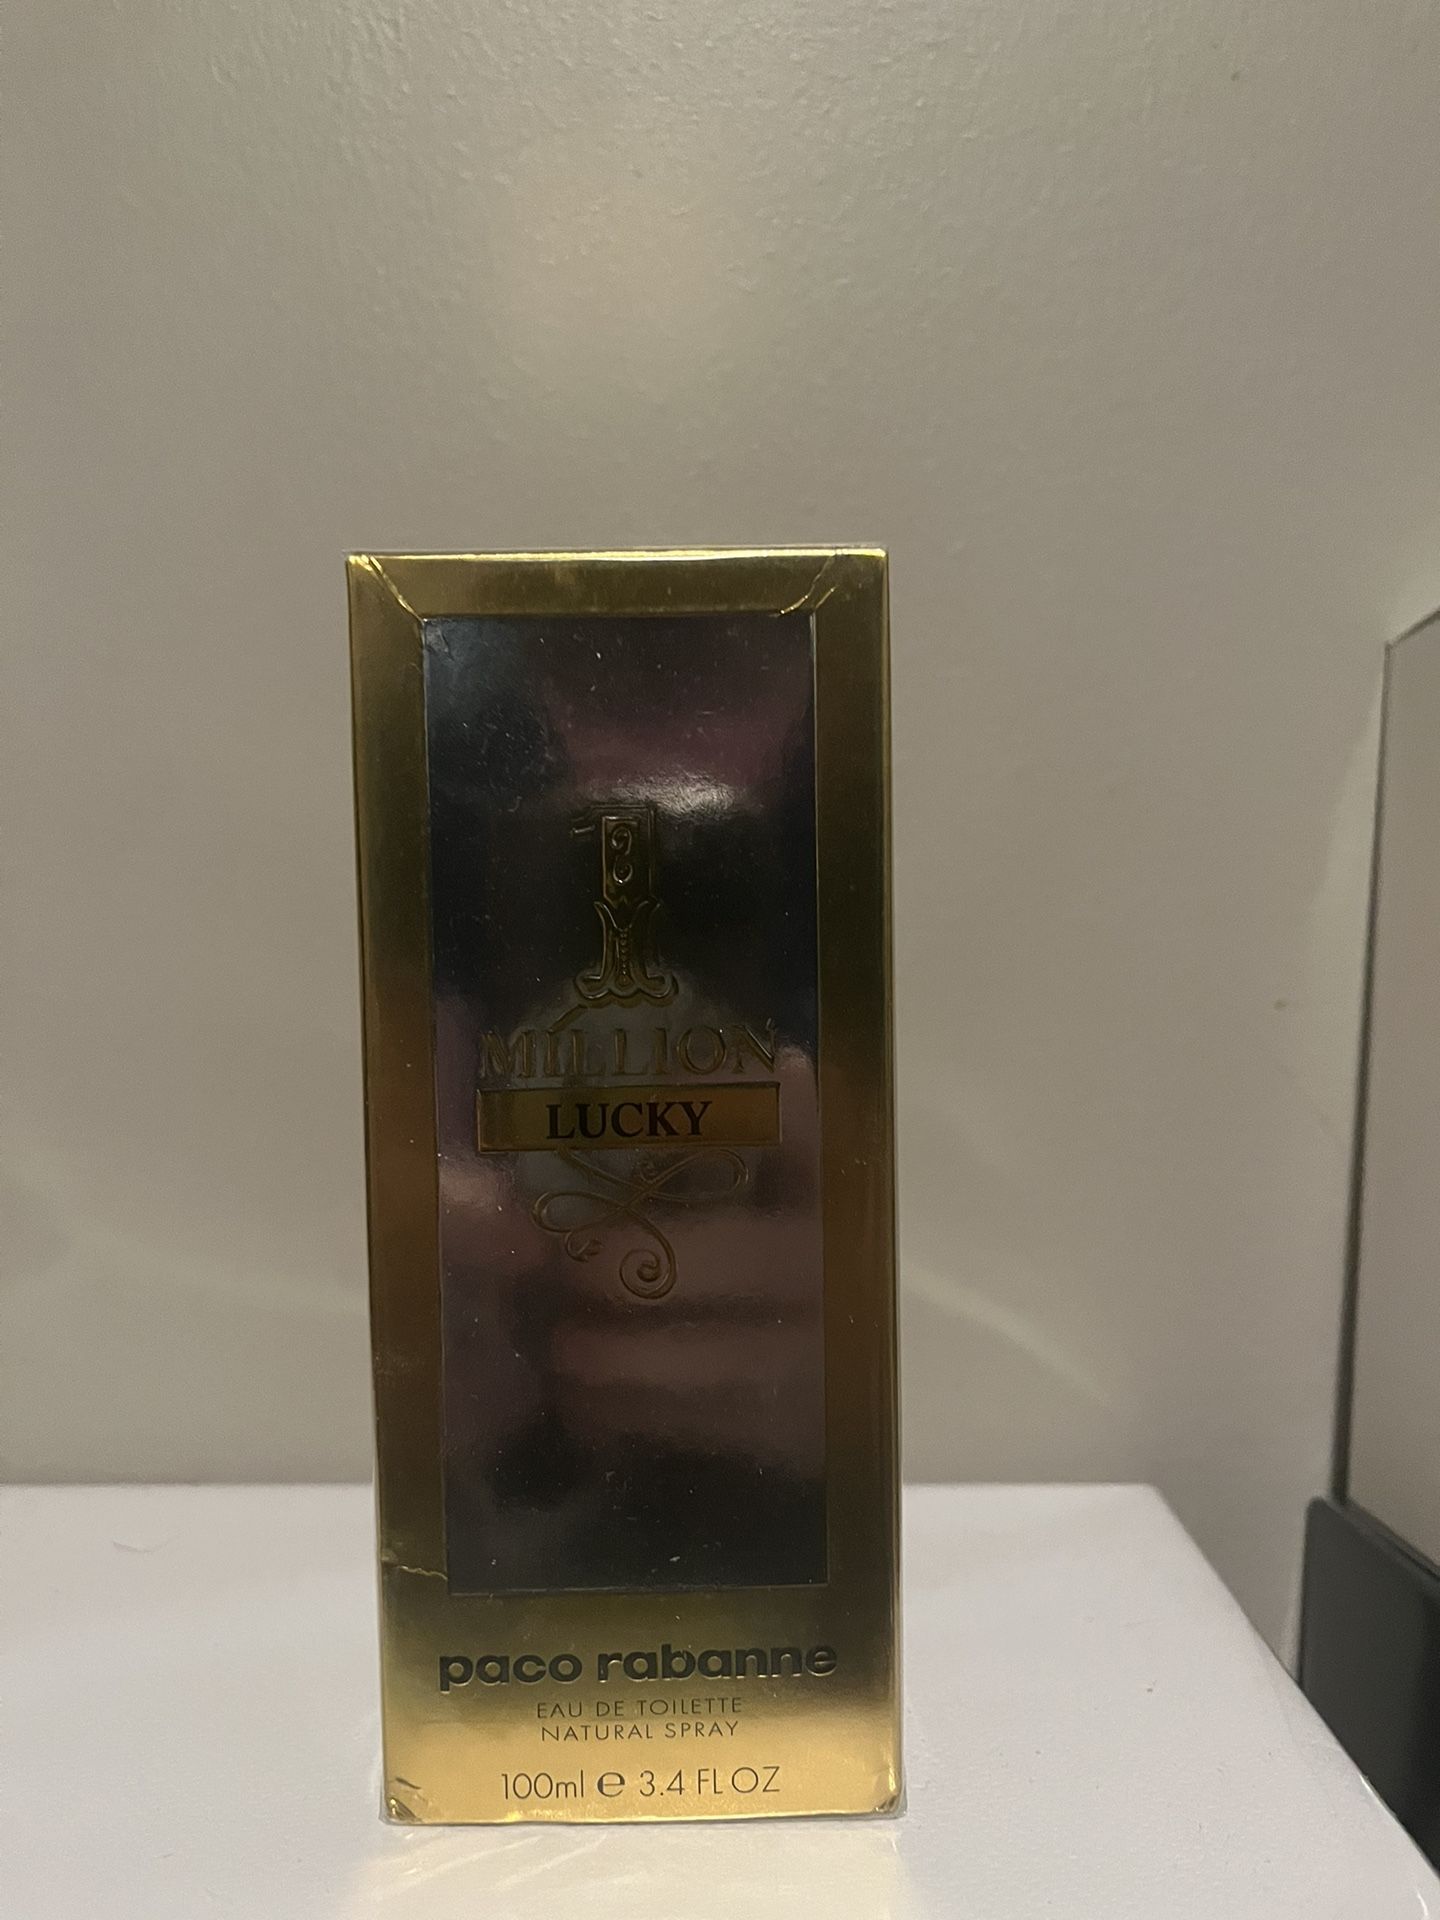 1
MILLION
LUCKY
paco rabanne
EAU DE TOILETTE
NATURAL SPRAY
100ml ℮ 3.4 FL OZ